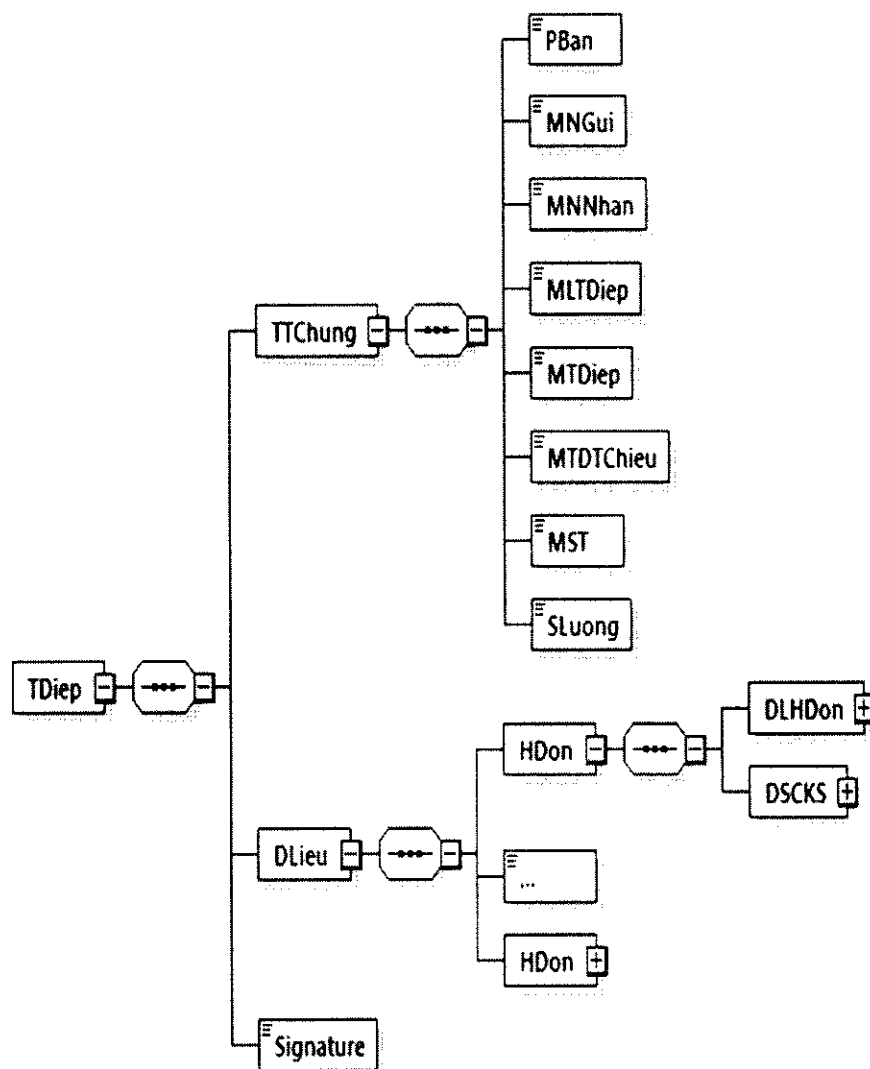 PBan
MNGui
MNNhan
MLTDiep
TTChung
MTDiep
MTDTChieu
MST
SLuong
TDiep
DLHDon
HDon
DSCKS
DLieu
...
HDon
Signature